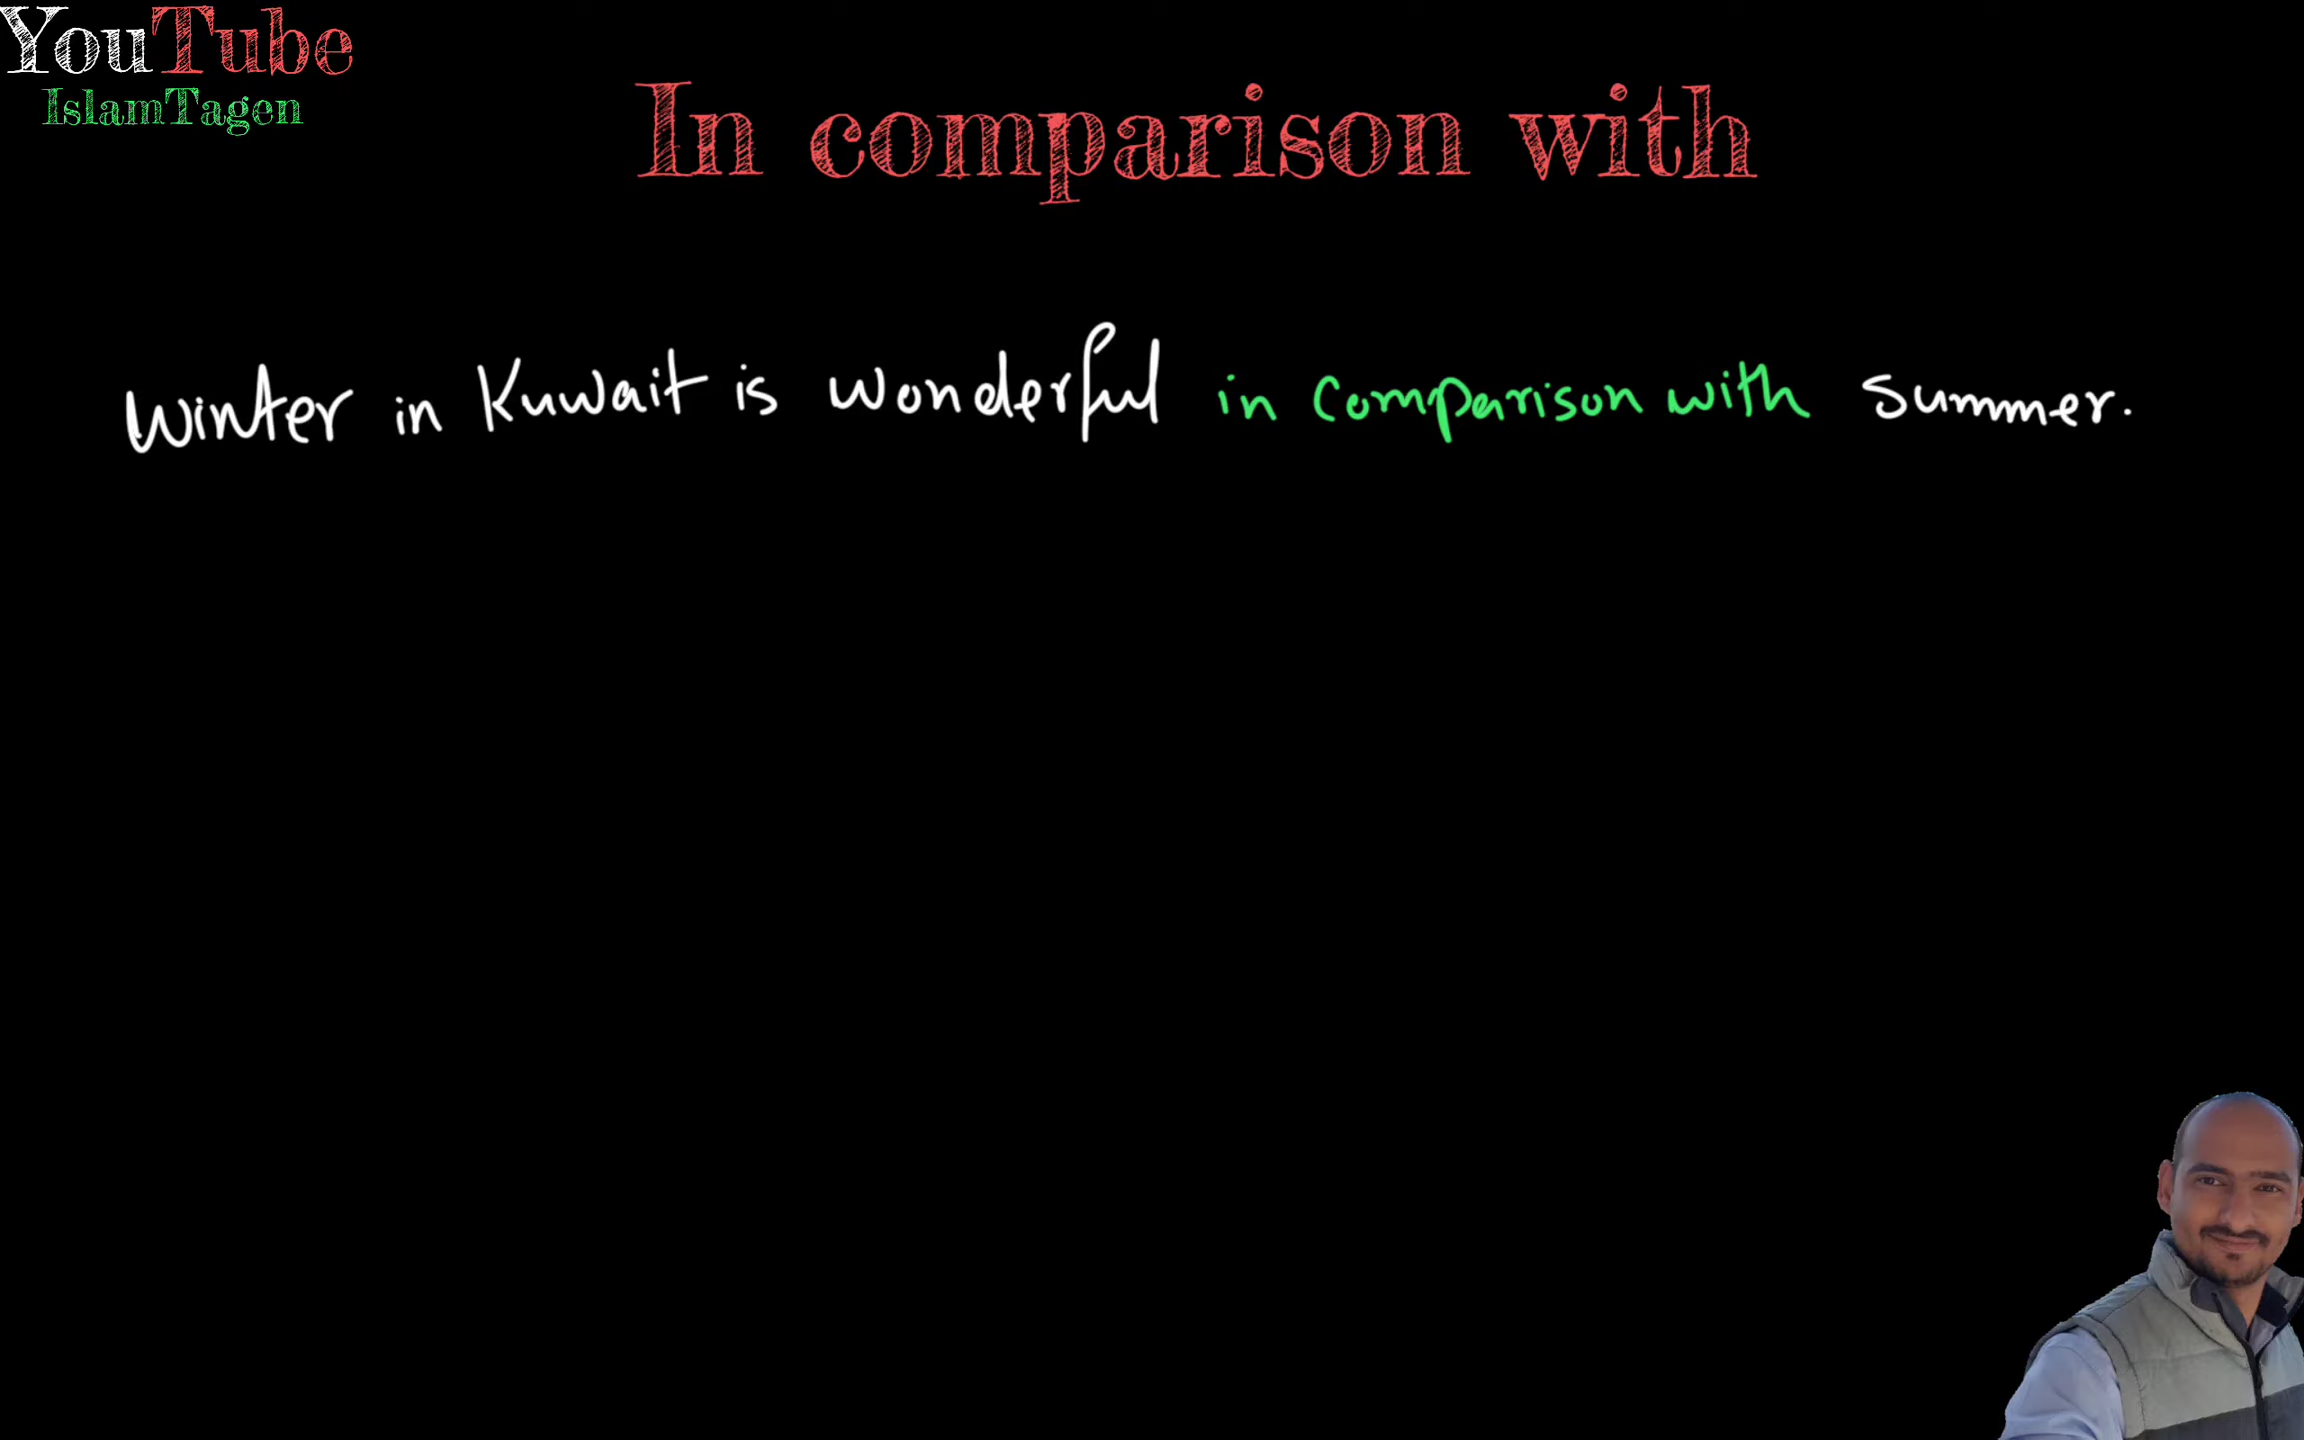 YouTube
IslamTagen
In comparison with
Winter in Kuwait is wonderful in comparison with summer.